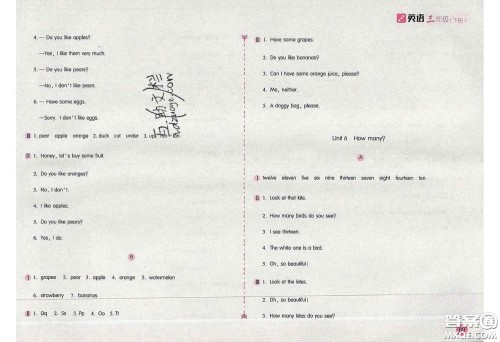 英语 三年级(下册)
4. — Do you like apples?
—Yes, I like them very much.
5. — Do you like pears?
—No, I don't like pears.
6. — Have some eggs.
—Sorry. I don't like eggs.
1. pear apple orange 2. duck cut under 3. up
1. Honey, let's buy some fruit.
2. Do you like oranges?
3. No, I don't.
4. I like apples.
5. Do you like pears?
6. Yes, I do.
B
1. grapes 2. pear 3. apple 4. orange 5. watermelon
6. strawberry 7. bananas
1. Qq 2. Ss 3. Pp 4. Oo 5. Tt
1. Have some grapes.
2. Do you like bananas?
3. Can I have some orange juice, please?
4. Me, neither.
5. A doggy bag, please.
Unit 6 How many?
A
twelve eleven five six nine thirteen seven eight fourteen ten
1. Look at that kite.
2. How many birds do you see?
3. I see thirteen.
4. The white one is a bird.
5. Oh, so beautiful!
1. Look at the kites.
2. Oh, so beautiful!
3. How many kites do you see?